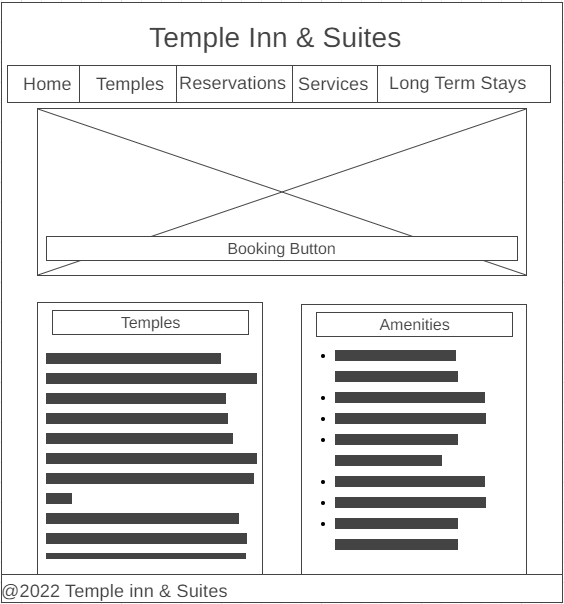 Temple Inn & Suites
Home Temples Reservations Services Long Term Stays
Booking Button
Temples
Amenities
@2022 Temple inn & Suites